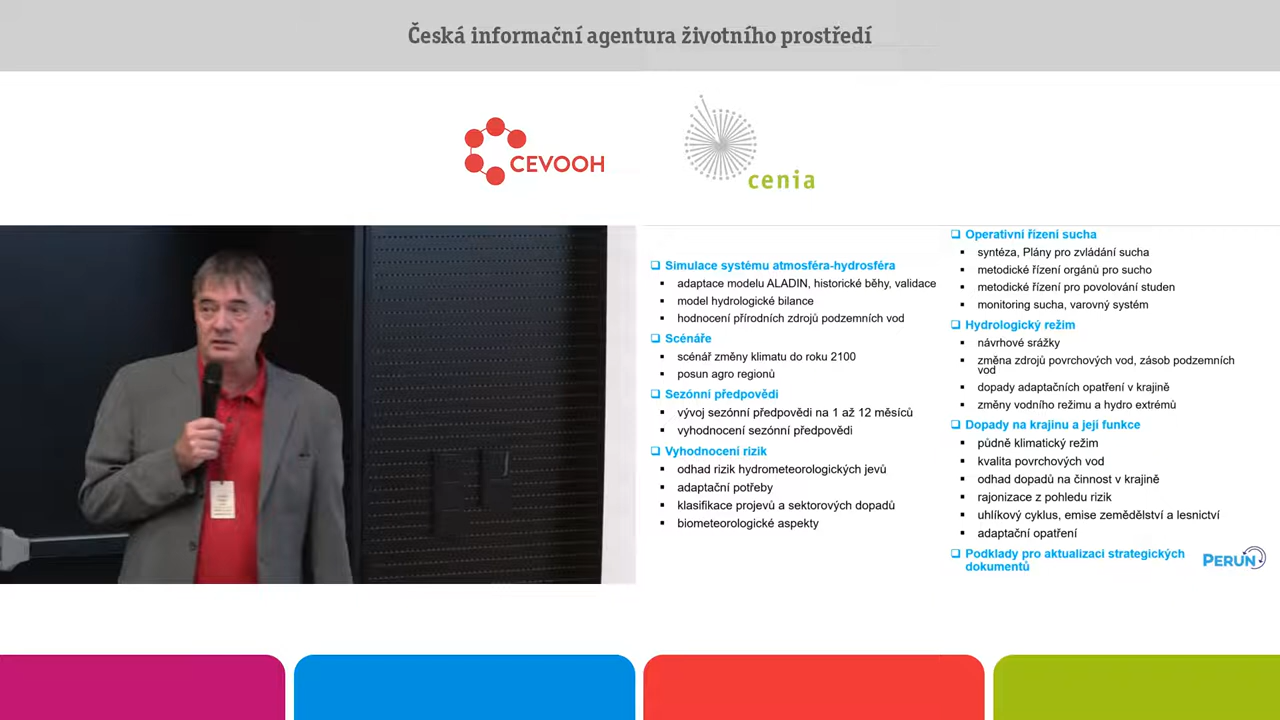 Česká informační agentura životního prostředí
CEVOOH
cenia
Simulace systému atmosféra-hydrosféra
adaptace modelu ALADIN, historické běhy, validace
model hydrologické bilance
hodnocení přírodních zdrojů podzemních vod
Scénáře
scénář změny klimatu do roku 2100
posun agro regionů
Sezónní předpovědi
vývoj sezónní předpovědi na 1 až 12 měsíců
vyhodnocení sezónní předpovědi
Vyhodnocení rizik
odhad rizik hydrometeorologických jevů
adaptační potřeby
klasifikace projevů a sektorových dopadů
biometeorologické aspekty
Operativní řízení sucha
syntéza, Plány pro zvládání sucha
metodické řízení orgánů pro sucho
metodické řízení pro povolování studen
monitoring sucha, varovný systém
Hydrologický režim
návrhové srážky
změna zdrojů povrchových vod, zásob podzemních
vod
dopady adaptačních opatření v krajině
změny vodního režimu a hydro extrémů
Dopady na krajinu a její funkce
půdně klimatický režim
kvalita povrchových vod
odhad dopadů na činnost v krajině
rajonizace z pohledu rizik
uhlíkový cyklus, emise zemědělství a lesnictví
adaptační opatření
Podklady pro aktualizaci strategických
dokumentů
PERUN